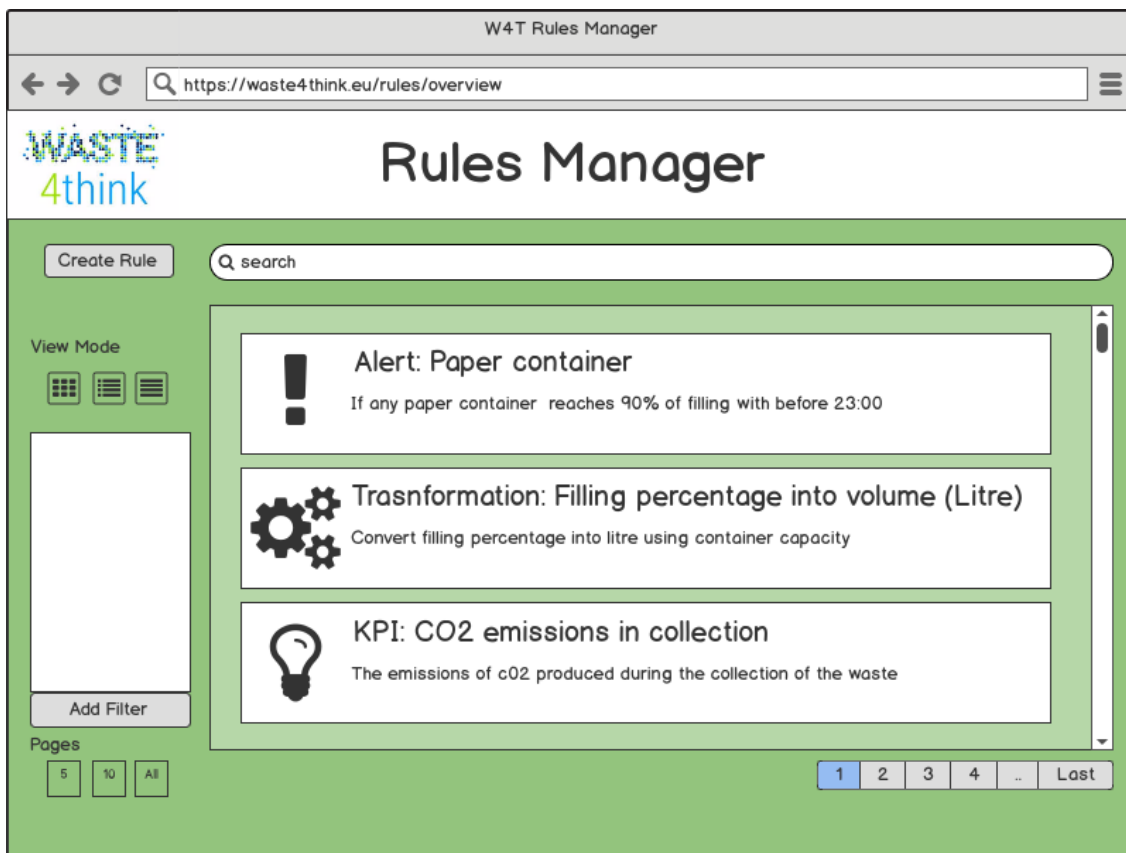 W4T Rules Manager
https://waste4think.eu/rules/overview
WASTE
4think
Rules Manager
Create Rule
search
View Mode
Alert: Paper container
If any paper container reaches 90% of filling with before 23:00
Trasnformation: Filling percentage into volume (Litre)
Convert filling percentage into litre using container capacity
KPI: CO2 emissions in collection
The emissions of c02 produced during the collection of the waste
Add Filter
Pages
5 10 All
1 2 3 4 .. Last